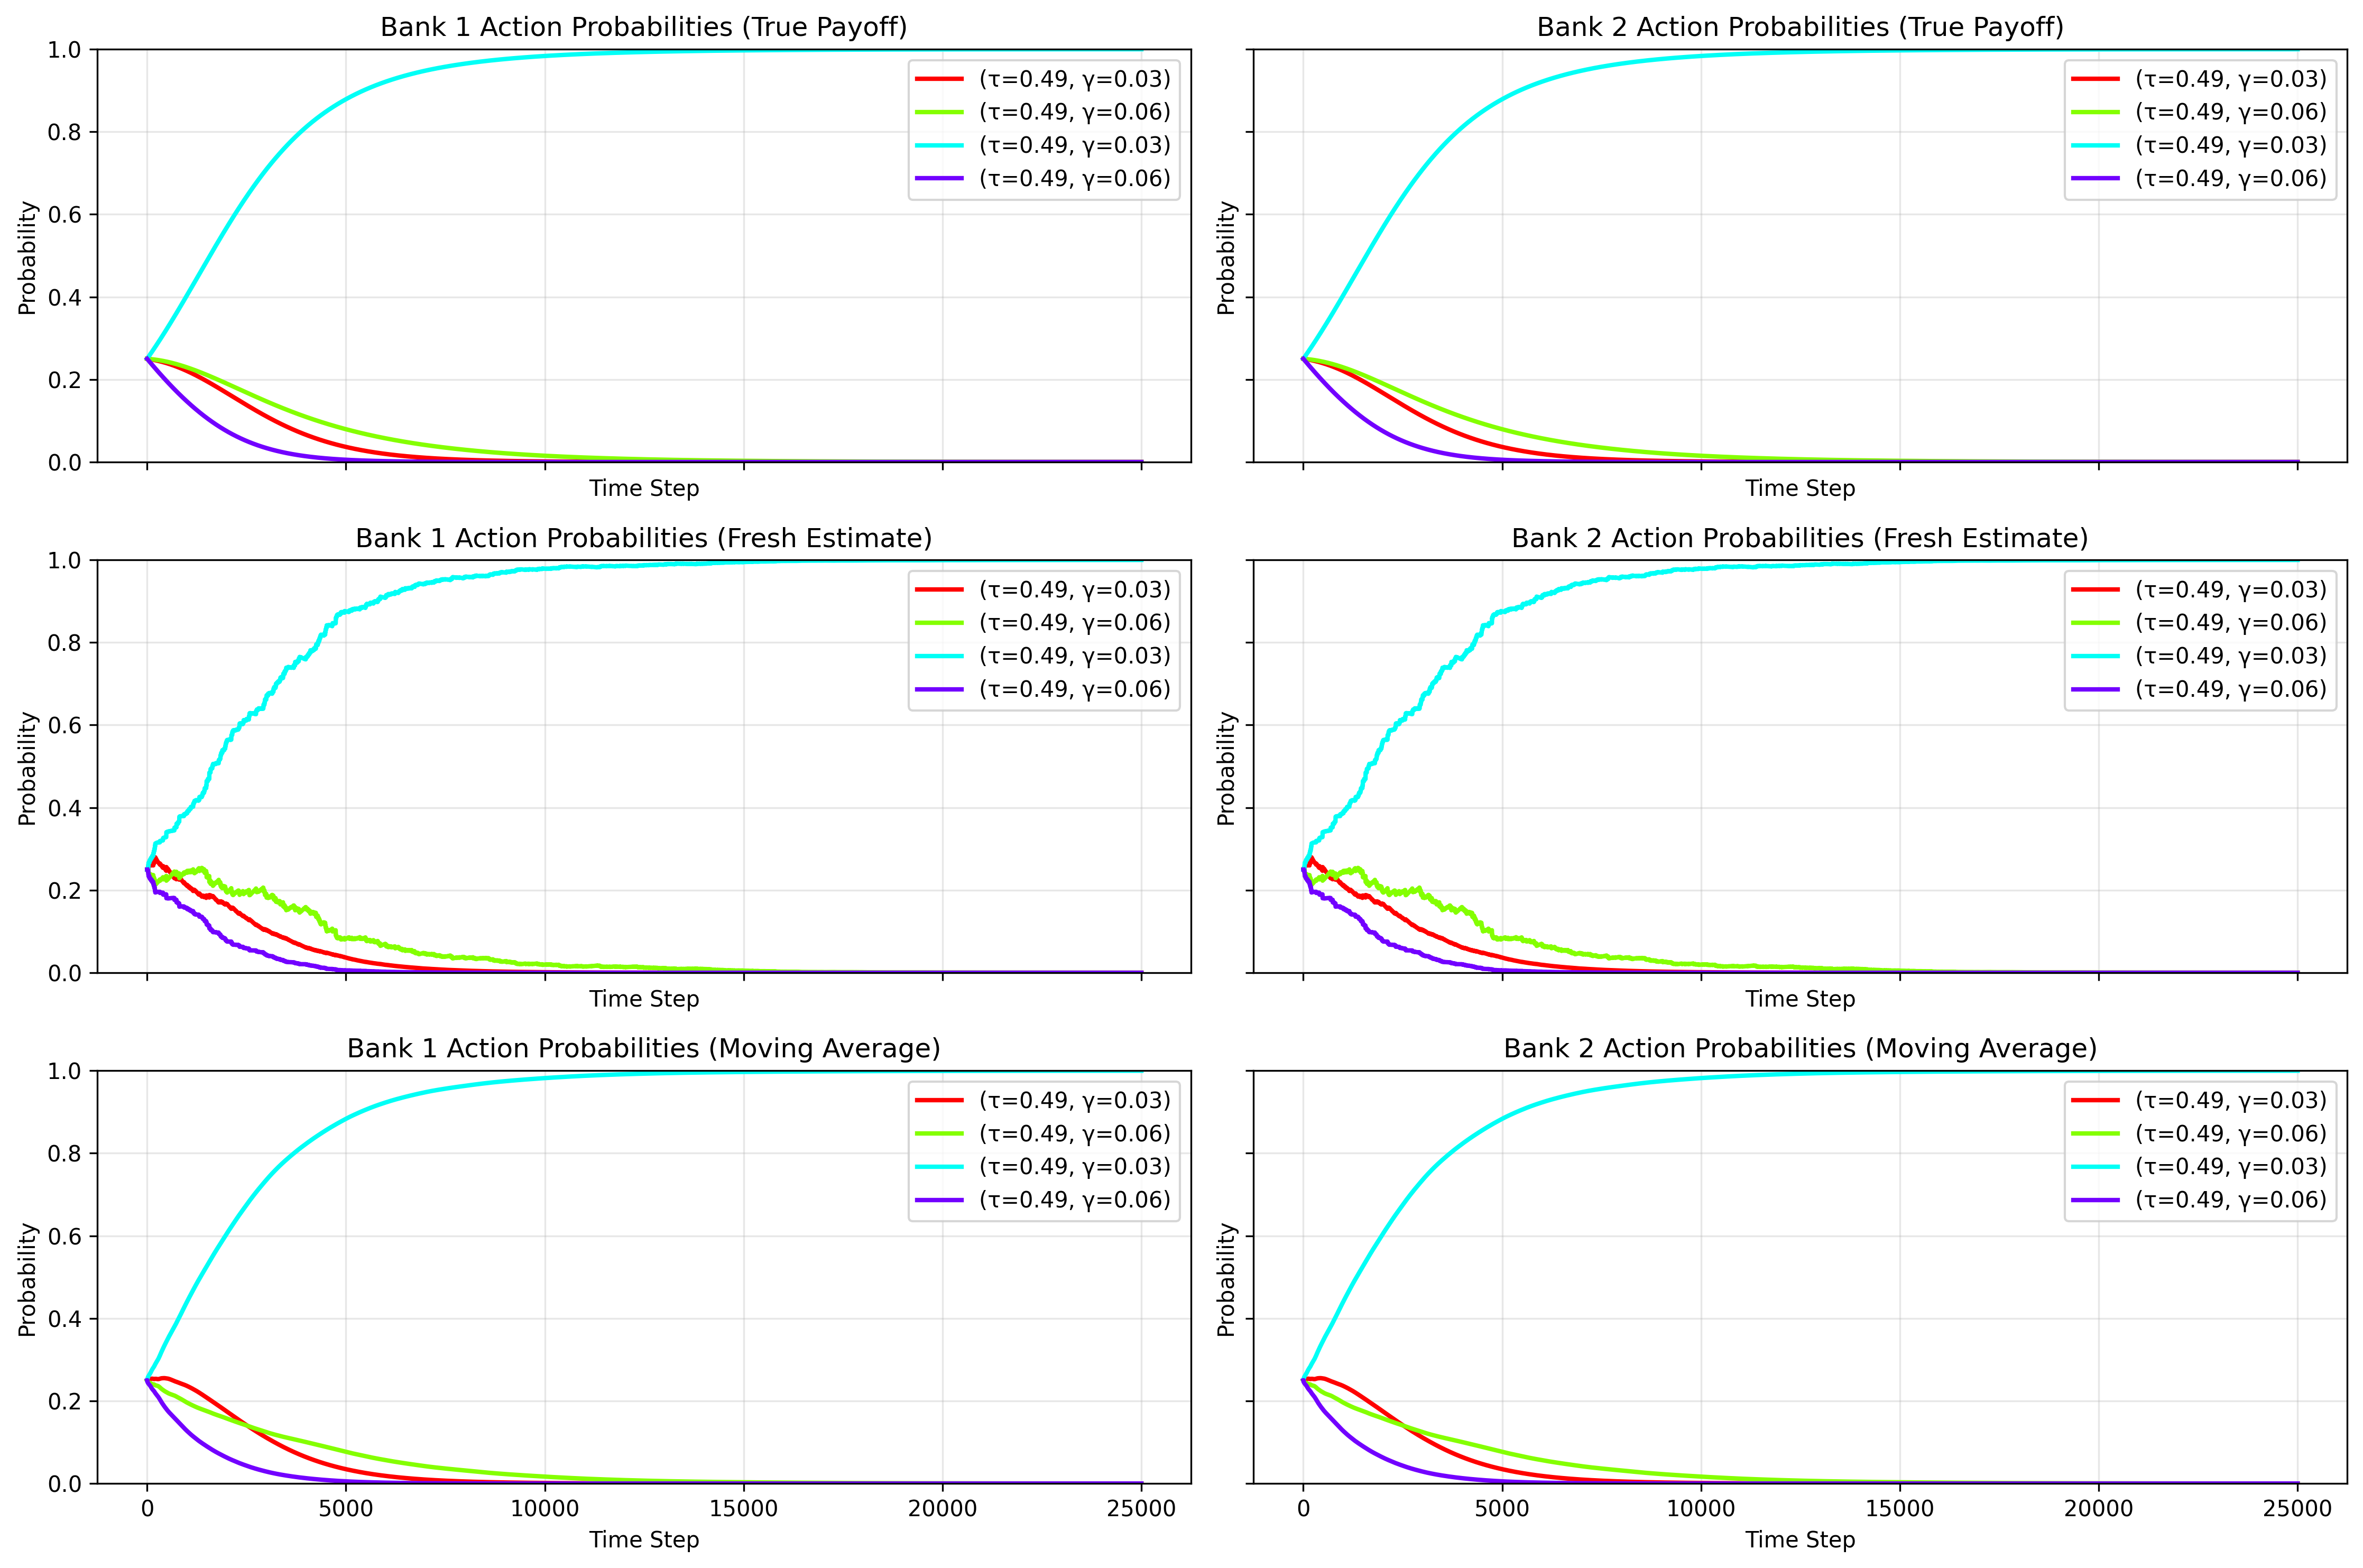 Bank 1 Action Probabilities (True Payoff)
1.0
0.8
0.6
0.4
0.2
0.0
Probability
(τ=0.49, γ=0.03)
(τ=0.49, γ=0.06)
(τ=0.49, γ=0.03)
(τ=0.49, γ=0.06)
Time Step
Bank 2 Action Probabilities (True Payoff)
Probability
(τ=0.49, γ=0.03)
(τ=0.49, γ=0.06)
(τ=0.49, γ=0.03)
(τ=0.49, γ=0.06)
Time Step
Bank 1 Action Probabilities (Fresh Estimate)
1.0
0.8
0.6
0.4
0.2
0.0
Probability
(τ=0.49, γ=0.03)
(τ=0.49, γ=0.06)
(τ=0.49, γ=0.03)
(τ=0.49, γ=0.06)
Time Step
Bank 2 Action Probabilities (Fresh Estimate)
Probability
(τ=0.49, γ=0.03)
(τ=0.49, γ=0.06)
(τ=0.49, γ=0.03)
(τ=0.49, γ=0.06)
Time Step
Bank 1 Action Probabilities (Moving Average)
1.0
0.8
0.6
0.4
0.2
0.0
Probability
(τ=0.49, γ=0.03)
(τ=0.49, γ=0.06)
(τ=0.49, γ=0.03)
(τ=0.49, γ=0.06)
0 5000 10000 15000 20000 25000
Time Step
Bank 2 Action Probabilities (Moving Average)
Probability
(τ=0.49, γ=0.03)
(τ=0.49, γ=0.06)
(τ=0.49, γ=0.03)
(τ=0.49, γ=0.06)
0 5000 10000 15000 20000 25000
Time Step